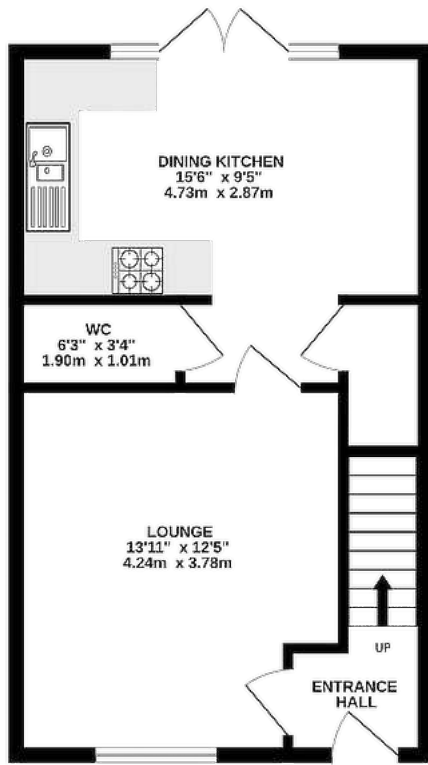 DINING KITCHEN
15'6" x 9'5"
4.73m x 2.87m
WC
6'3" x 3'4"
1.90m x 1.01m
LOUNGE
13'11" x 12'5"
4.24m x 3.78m
UP
ENTRANCE
HALL